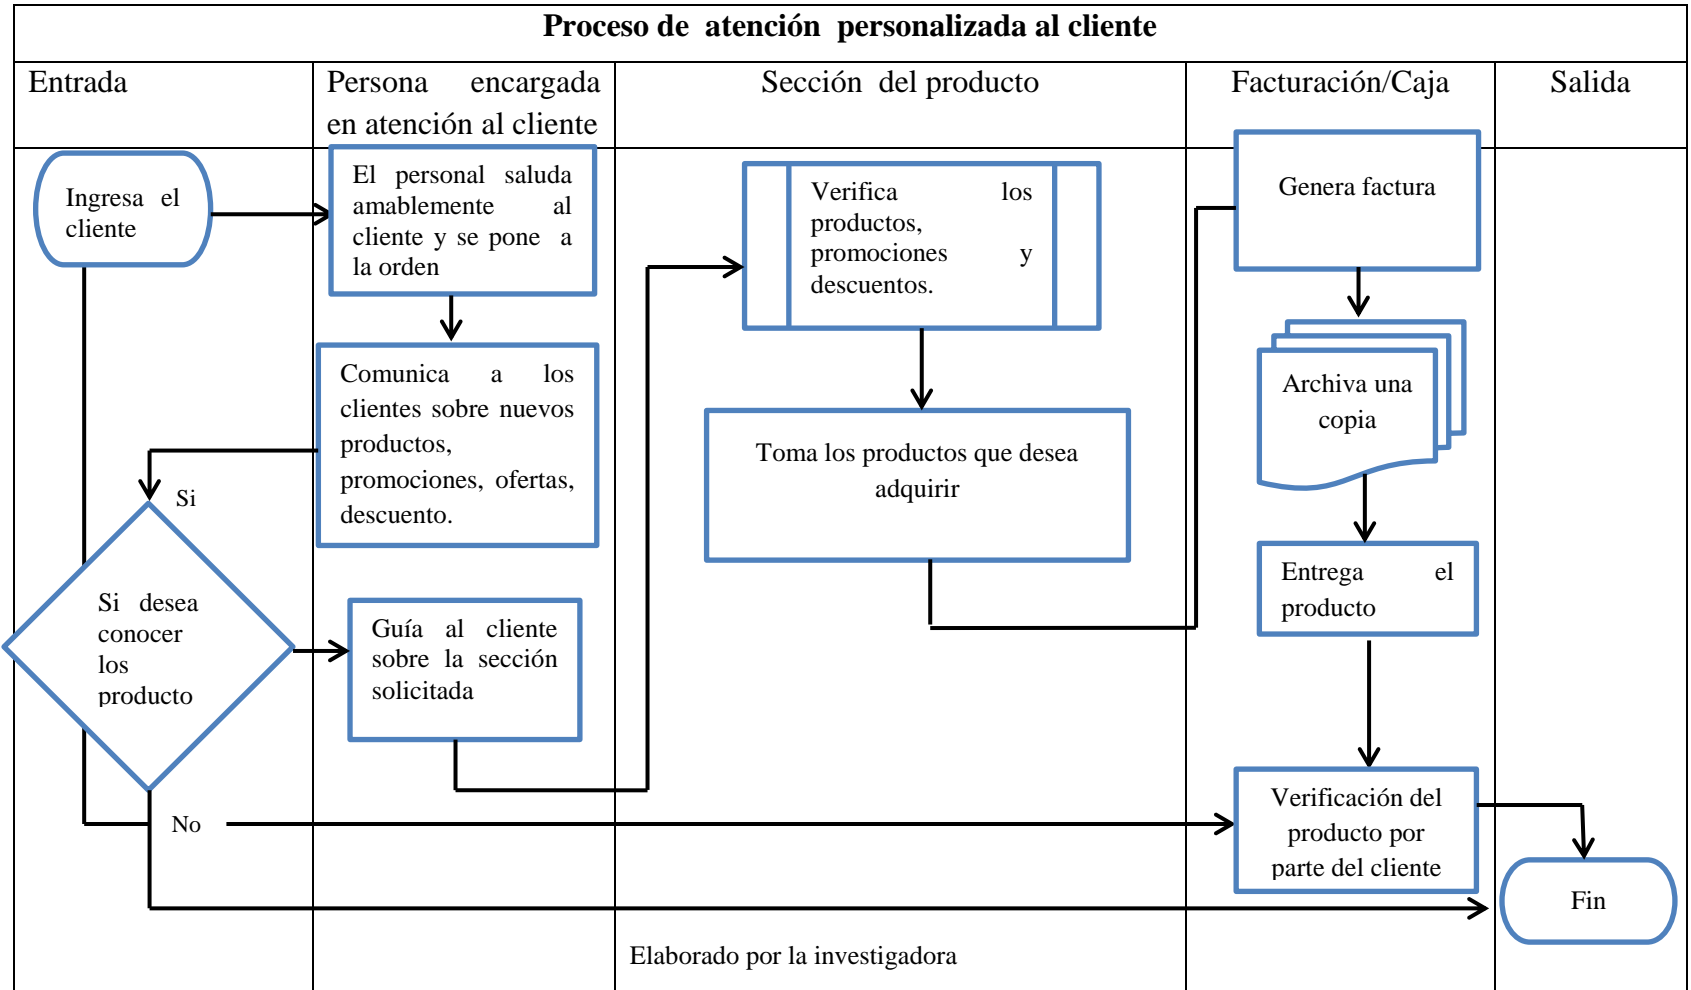 Proceso de atención personalizada al cliente
Entrada
Persona encargada
en atención al cliente
Sección del producto
Facturación/Caja
Salida
Ingresa el
cliente
El personal saluda
amablemente al
cliente y se pone a
la orden
Verifica los
productos,
promociones y
descuentos.
Genera factura
Comunica a los
clientes sobre nuevos
productos,
promociones, ofertas,
descuento.
Archiva una
copia
Toma los productos que desea
adquirir
Si
Si desea
conocer
los
producto
Guía al cliente
sobre la sección
solicitada
Entrega el
producto
No
Verificación del
producto por
parte del cliente
Fin
Elaborado por la investigadora